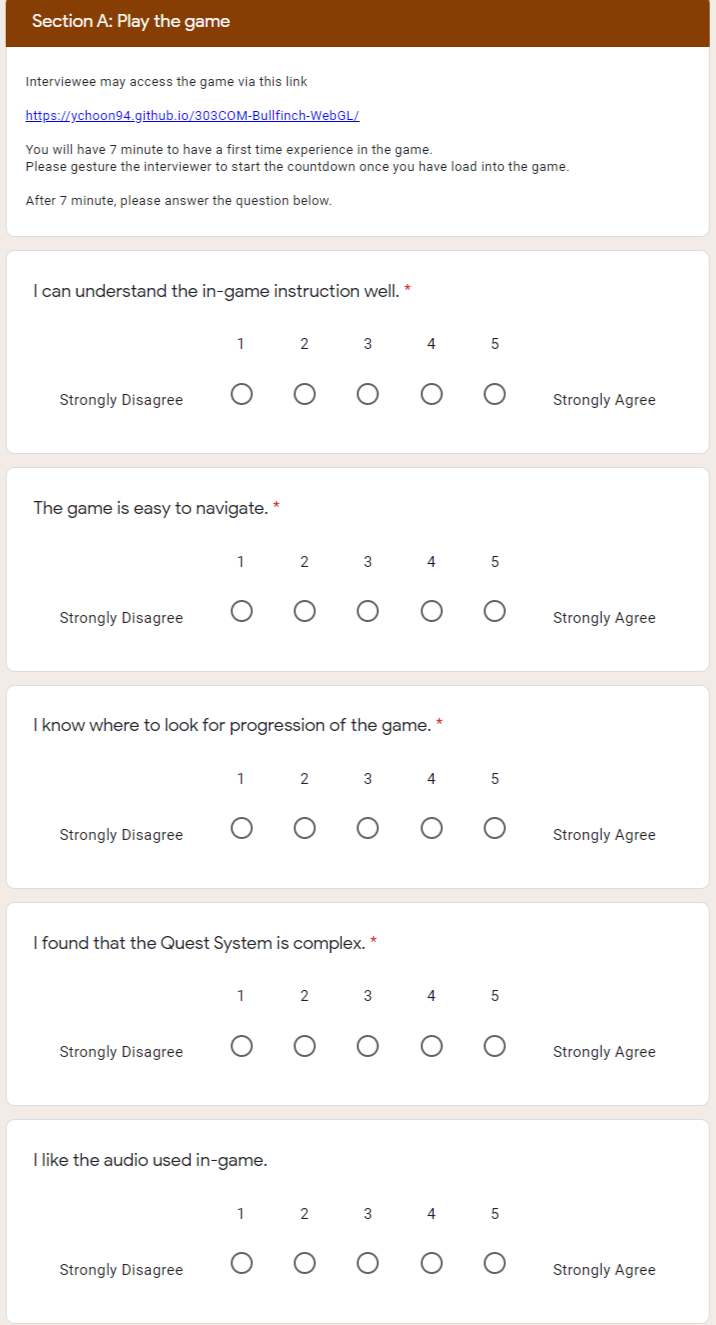 Section A: Play the game
Interviewee may access the game via this link
https://ychoon94.github.io/303COM-Bullfinch-WebGL/
You will have 7 minute to have a first time experience in the game.
Please gesture the interviewer to start the countdown once you have load into the game.
After 7 minute, please answer the question below.
I can understand the in-game instruction well. *
1 2 3 4 5
Strongly Disagree Strongly Agree
The game is easy to navigate. *
1 2 3 4 5
Strongly Disagree Strongly Agree
I know where to look for progression of the game. *
1 2 3 4 5
Strongly Disagree Strongly Agree
I found that the Quest System is complex. *
1 2 3 4 5
Strongly Disagree Strongly Agree
I like the audio used in-game.
1 2 3 4 5
Strongly Disagree Strongly Agree